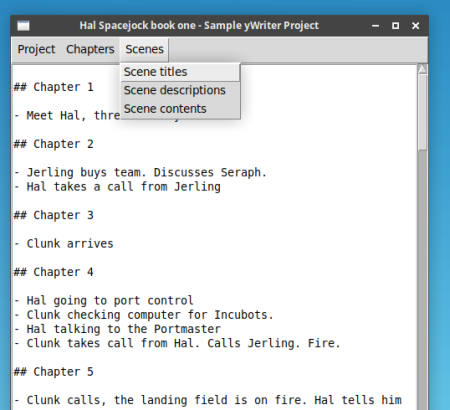 Hal Spacejock book one - Sample yWriter Project
Project Chapters Scenes
Scene titles
Scene descriptions
Scene contents
## Chapter 1
- Meet Hal, thre
## Chapter 2
- Jerling buys team. Discusses Seraph.
- Hal takes a call from Jerling
## Chapter 3
- Clunk arrives
## Chapter 4
- Hal going to port control
- Clunk checking computer for Incubots.
- Hal talking to the Portmaster
- Clunk takes call from Hal. Calls Jerling. Fire.
## Chapter 5
- Clunk calls, the landing field is on fire. Hal tells him